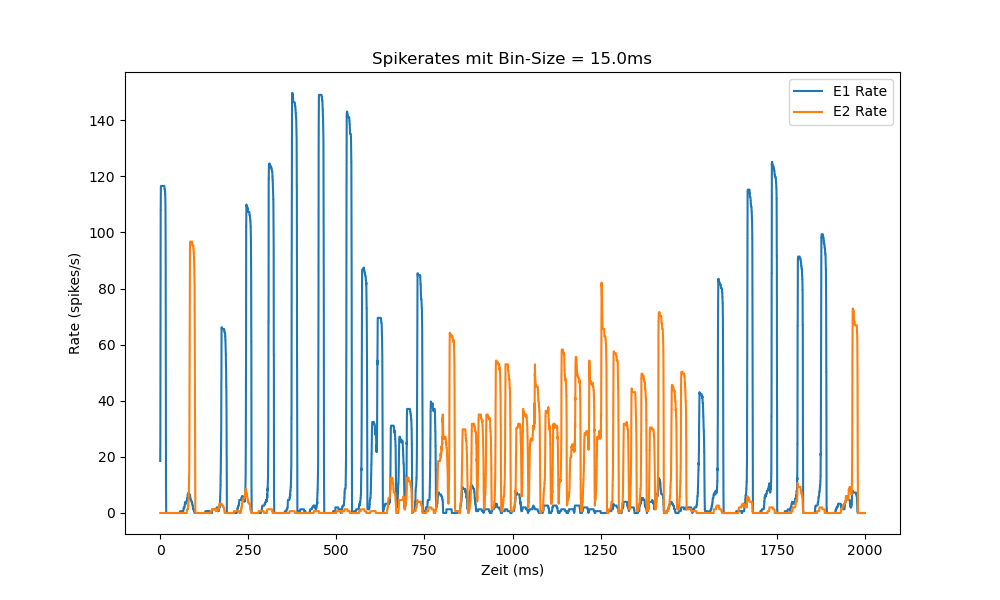 Spikerates mit Bin-Size = 15.0ms
E1 Rate
E2 Rate
Rate (spikes/s)
140
120
100
80
60
40
20
0
0 250 500 750 1000 1250 1500 1750 2000
Zeit (ms)